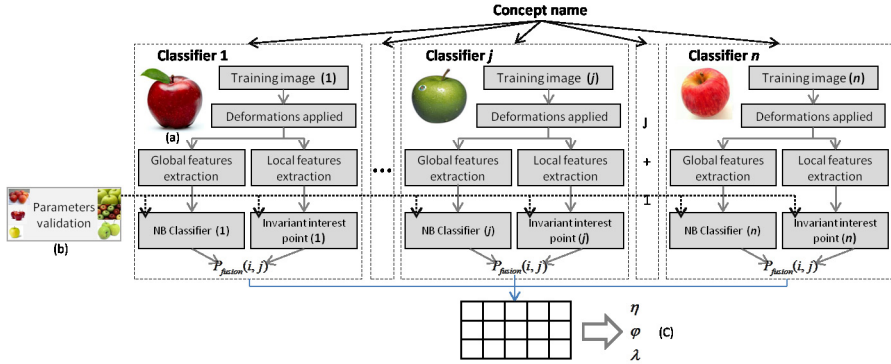 Concept name
Classifier 1
Training image (1)
Deformations applied
(a)
Global features extraction
Local features extraction
NB Classifier (1)
Invariant interest point (1)
P fusion (i, j)
...
Classifier j
Training image (j)
Deformations applied
Global features extraction
Local features extraction
NB Classifier (j)
Invariant interest point (j)
P fusion (i, j)
J
+
1
Classifier n
Training image (n)
Deformations applied
Global features extraction
Local features extraction
NB Classifier (n)
Invariant interest point (n)
P fusion (i, j)
Parameters validation
(b)
η
φ
λ
(C)